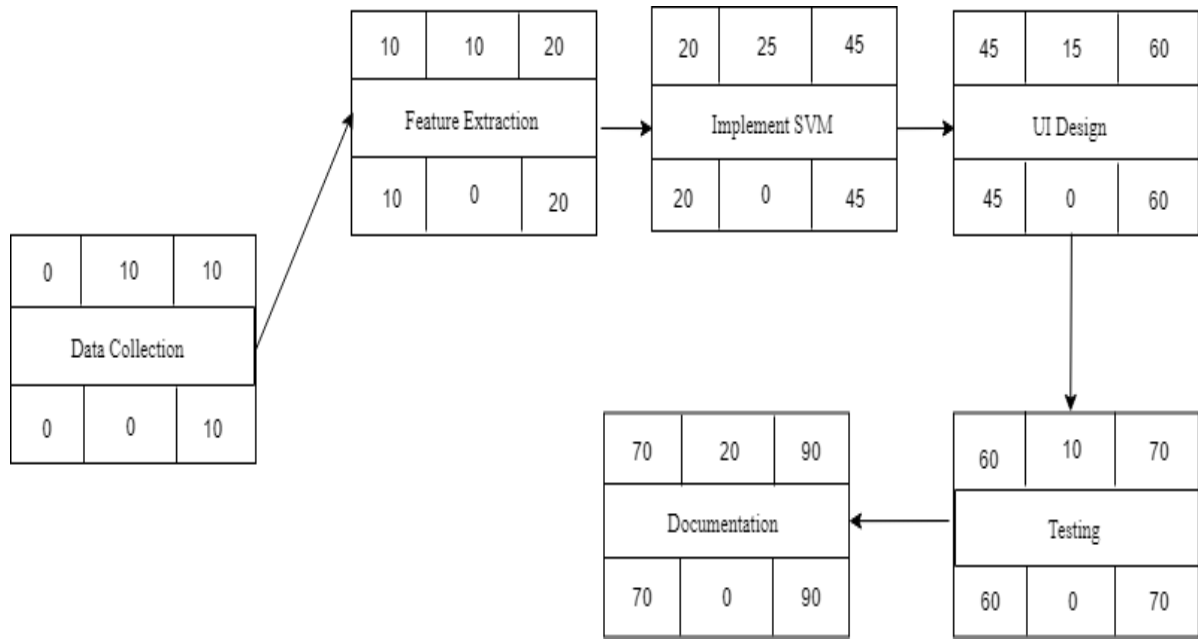 10 10 20
Feature Extraction
10 0 20
20 25 45
Implement SVM
20 0 45
45 15 60
UI Design
45 0 60
0 10 10
Data Collection
0 0 10
70 20 90
Documentation
70 0 90
60 10 70
Testing
60 0 70